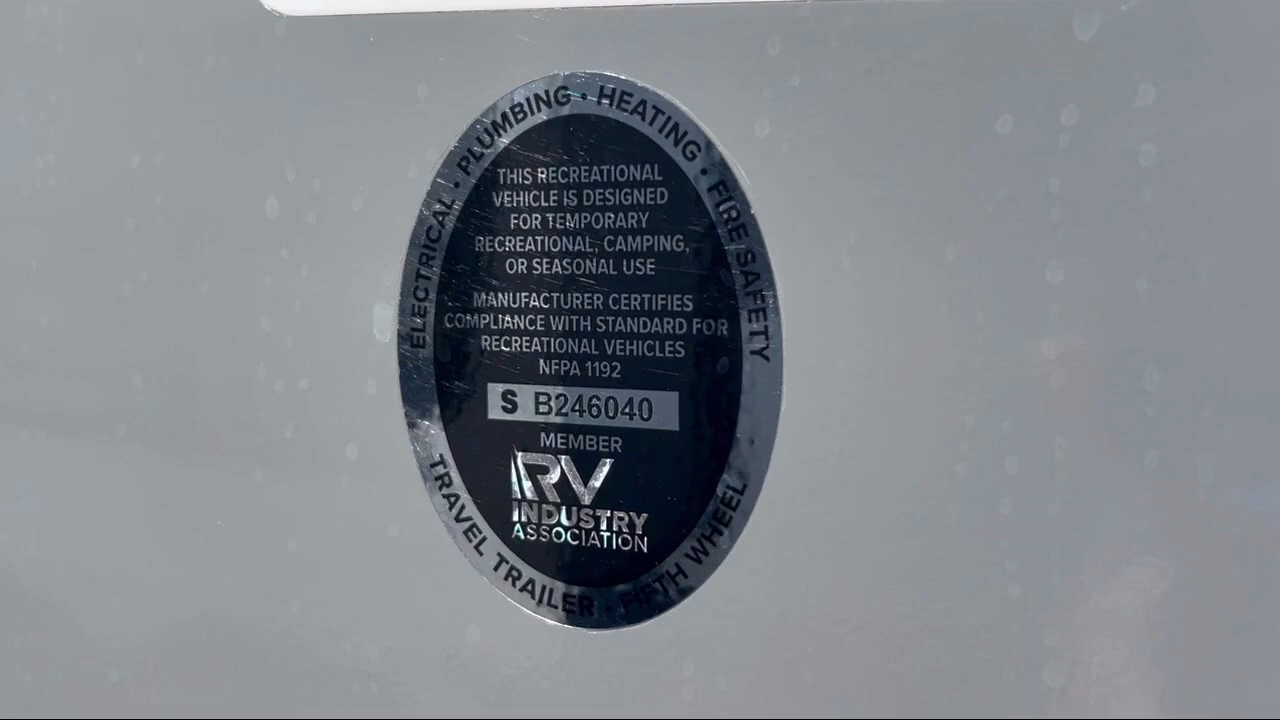 ELECTRICAL • PLUMBING • HEATING • FIRE SAFETY
THIS RECREATIONAL
VEHICLE IS DESIGNED
FOR TEMPORARY
RECREATIONAL, CAMPING,
OR SEASONAL USE
MANUFACTURER CERTIFIES
COMPLIANCE WITH STANDARD FOR
RECREATIONAL VEHICLES
NFPA 1192
S B246040
MEMBER
RV
INDUSTRY
ASSOCIATION
TRAVEL TRAILER • FIFTH WHEEL